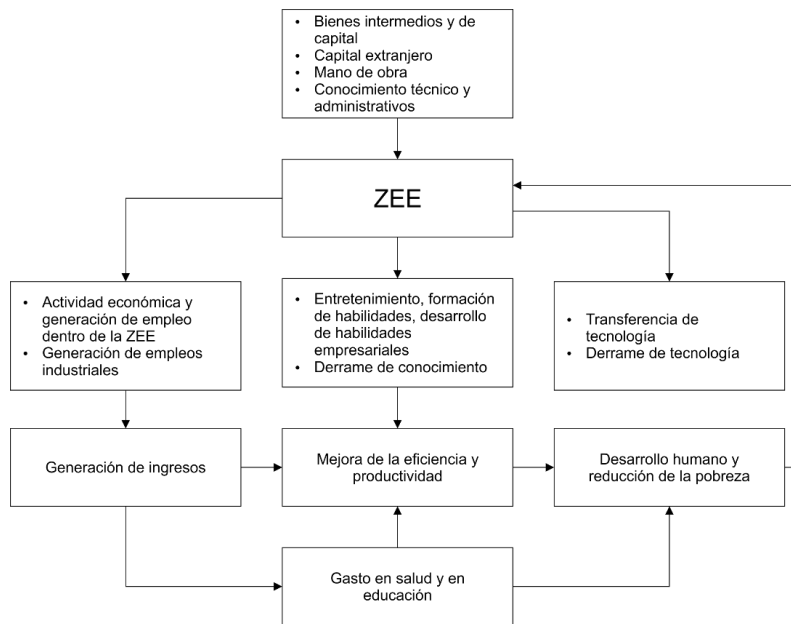 • Bienes intermedios y de
capital
• Capital extranjero
• Mano de obra
• Conocimiento técnico y
administrativos
ZEE
• Actividad económica y
generación de empleo
dentro de la ZEE
• Generación de empleos
industriales
• Entretenimiento, formación
de habilidades, desarrollo
de habilidades
empresariales
• Derrame de conocimiento
• Transferencia de
tecnología
• Derrame de tecnología
Generación de ingresos
Mejora de la eficiencia y
productividad
Desarrollo humano y
reducción de la pobreza
Gasto en salud y en
educación